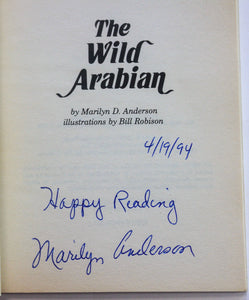 The
Wild
Arabian
by Marilyn D. Anderson
illustrations by Bill Robison
4/19/94
Happy Reading
Marilyn Anderson